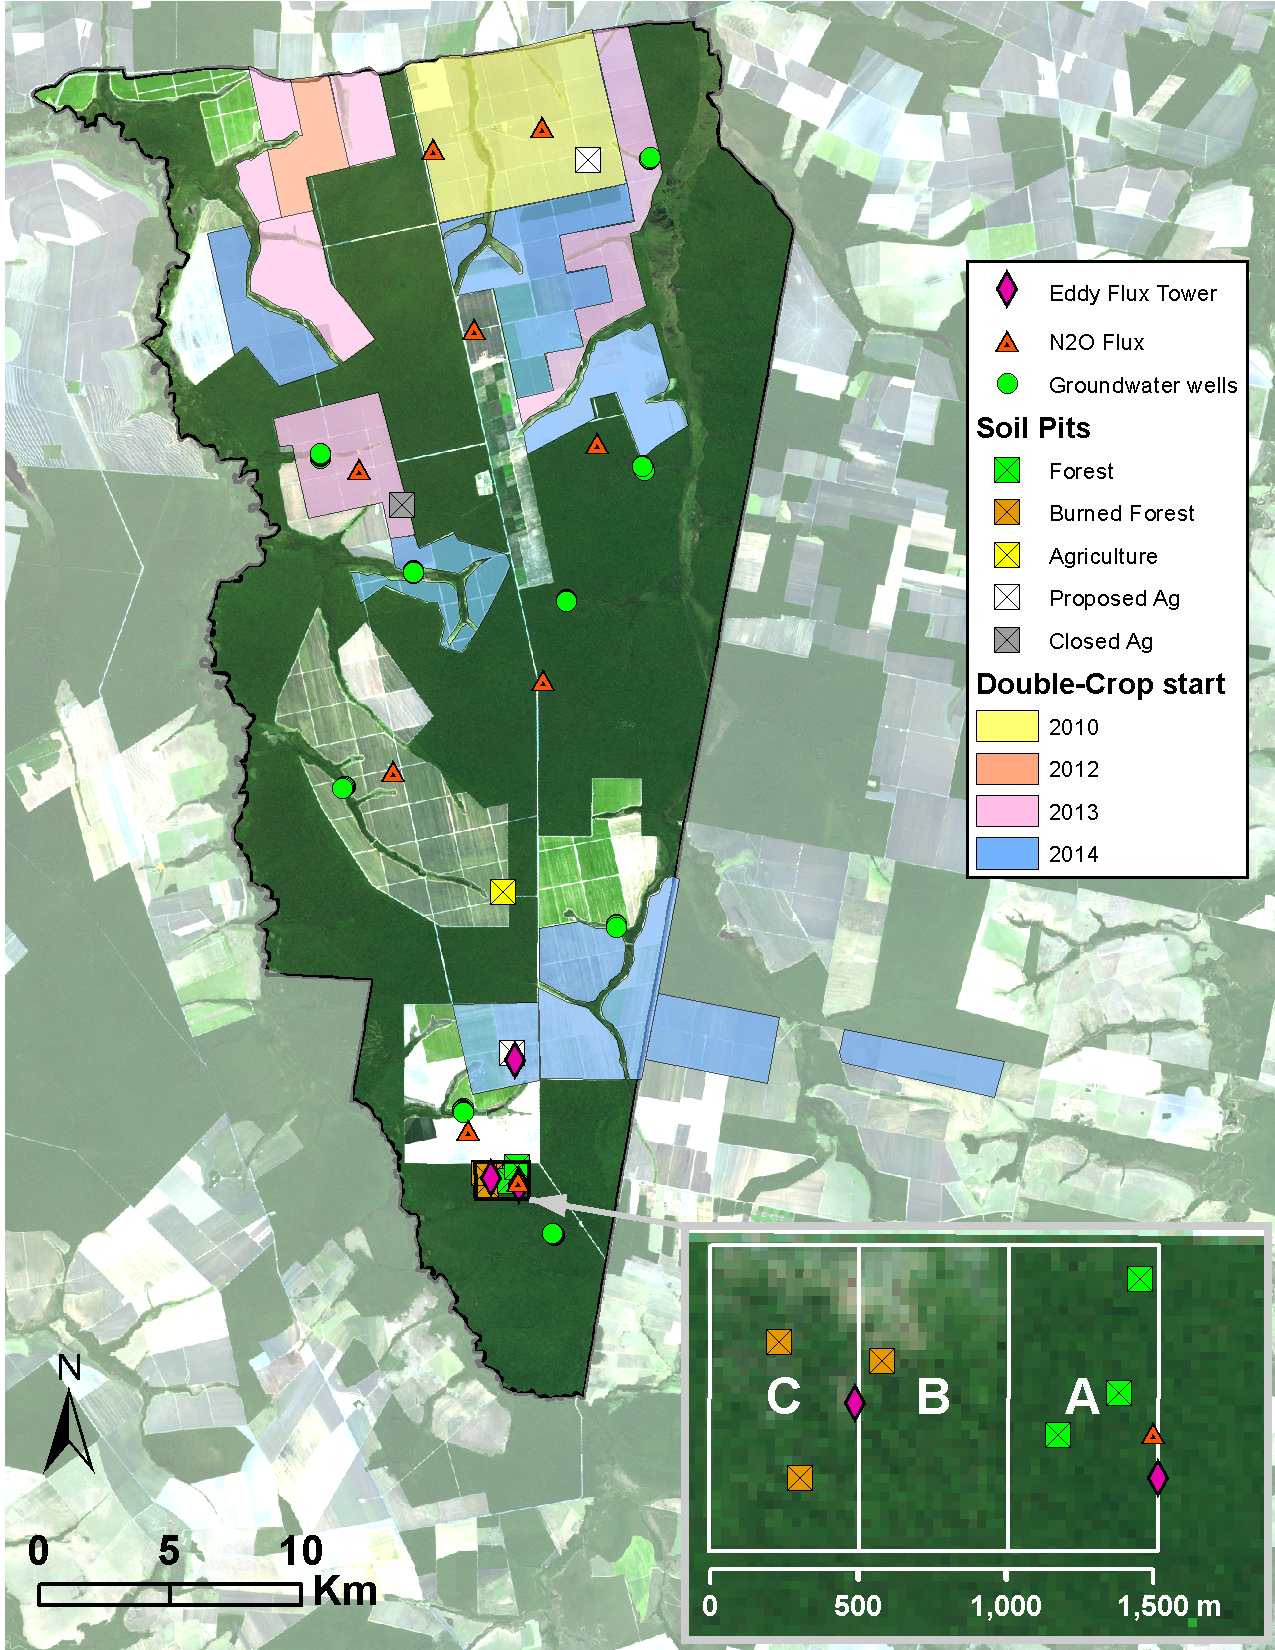 Eddy Flux Tower
N2O Flux
Groundwater wells
Soil Pits
Forest
Burned Forest
Agriculture
Proposed Ag
Closed Ag
Double-Crop start
2010
2012
2013
2014
N
0 5 10
Km
C B A
0 500 1,000 1,500 m